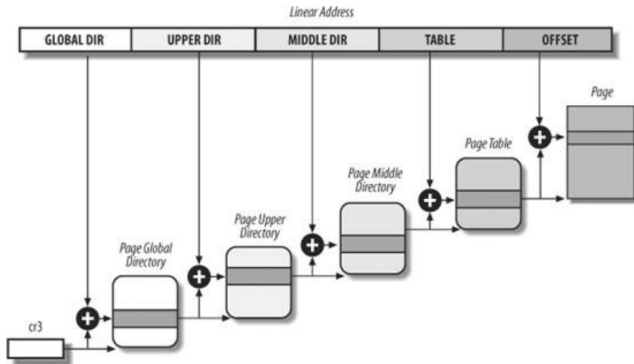 Linear Address
GLOBAL DIR UPPER DIR MIDDLE DIR TABLE OFFSET
Page
Page Table
Page Middle
Directory
Page Upper
Directory
Page Global
Directory
cr3